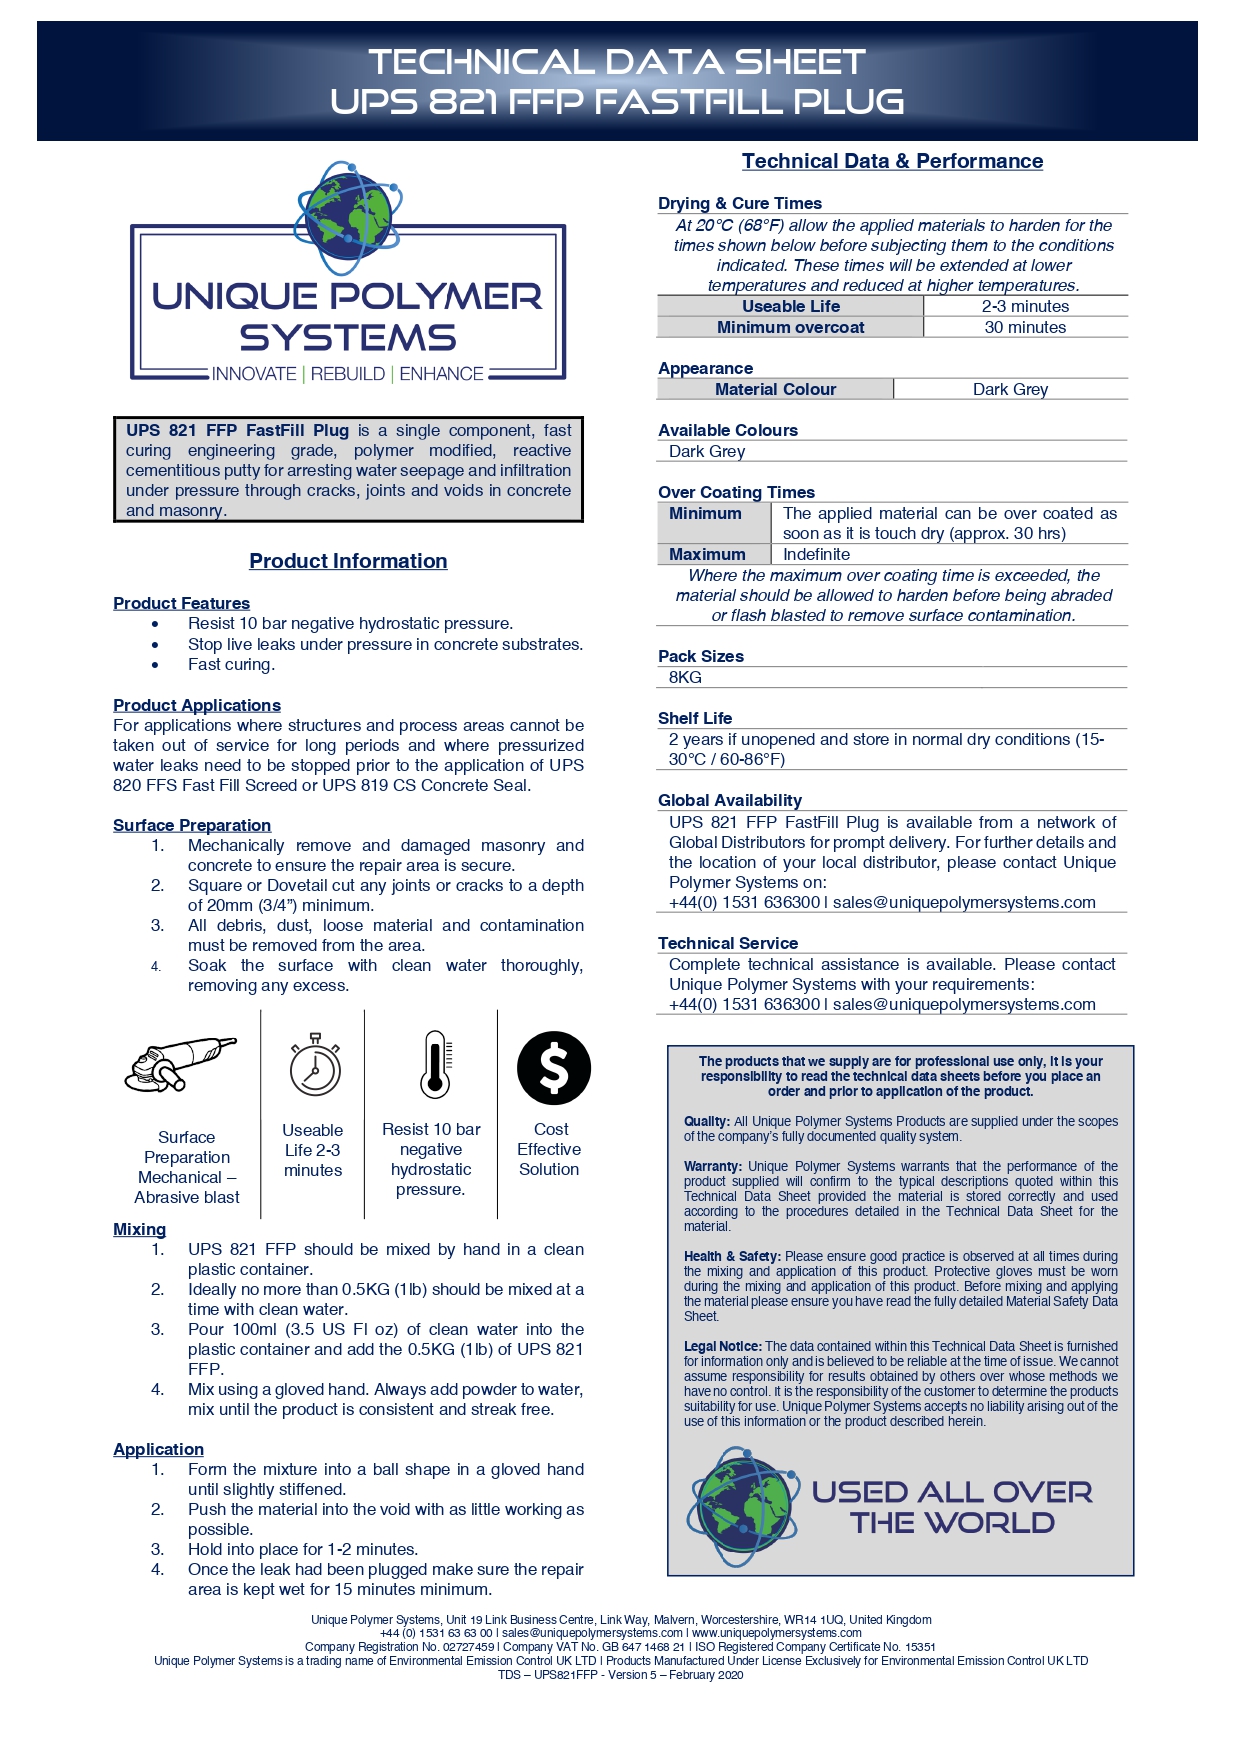 TECHNICAL DATA SHEET
UPS 821 FFP FASTFILL PLUG
UNIQUE POLYMER
SYSTEMS
INNOVATE | REBUILD | ENHANCE
UPS 821 FFP FastFill Plug is a single component, fast
curing engineering grade, polymer modified, reactive
cementitious putty for arresting water seepage and infiltration
under pressure through cracks, joints and voids in concrete
and masonry.
Product Information
Product Features
• Resist 10 bar negative hydrostatic pressure.
• Stop live leaks under pressure in concrete substrates.
• Fast curing.
Product Applications
For applications where structures and process areas cannot be
taken out of service for long periods and where pressurized
water leaks need to be stopped prior to the application of UPS
820 FFS Fast Fill Screed or UPS 819 CS Concrete Seal.
Surface Preparation
1. Mechanically remove and damaged masonry and
concrete to ensure the repair area is secure.
2. Square or Dovetail cut any joints or cracks to a depth
of 20mm (3/4”) minimum.
3. All debris, dust, loose material and contamination
must be removed from the area.
4. Soak the surface with clean water thoroughly,
removing any excess.
Surface
Preparation
Mechanical –
Abrasive blast
Useable
Life 2-3
minutes
Resist 10 bar
negative
hydrostatic
pressure.
$
Cost
Effective
Solution
Mixing
1. UPS 821 FFP should be mixed by hand in a clean
plastic container.
2. Ideally no more than 0.5KG (1lb) should be mixed at a
time with clean water.
3. Pour 100ml (3.5 US Fl oz) of clean water into the
plastic container and add the 0.5KG (1lb) of UPS 821
FFP.
4. Mix using a gloved hand. Always add powder to water,
mix until the product is consistent and streak free.
Application
1. Form the mixture into a ball shape in a gloved hand
until slightly stiffened.
2. Push the material into the void with as little working as
possible.
3. Hold into place for 1-2 minutes.
4. Once the leak had been plugged make sure the repair
area is kept wet for 15 minutes minimum.
Technical Data & Performance
Drying & Cure Times
At 20°C (68°F) allow the applied materials to harden for the
times shown below before subjecting them to the conditions
indicated. These times will be extended at lower
temperatures and reduced at higher temperatures.
Useable Life 2-3 minutes
Minimum overcoat 30 minutes
Appearance
Material Colour Dark Grey
Available Colours
Dark Grey
Over Coating Times
Minimum The applied material can be over coated as
soon as it is touch dry (approx. 30 hrs)
Maximum Indefinite
Where the maximum over coating time is exceeded, the
material should be allowed to harden before being abraded
or flash blasted to remove surface contamination.
Pack Sizes
8KG
Shelf Life
2 years if unopened and store in normal dry conditions (15-
30°C / 60-86°F)
Global Availability
UPS 821 FFP FastFill Plug is available from a network of
Global Distributors for prompt delivery. For further details and
the location of your local distributor, please contact Unique
Polymer Systems on:
+44(0) 1531 636300 | sales@uniquepolymersystems.com
Technical Service
Complete technical assistance is available. Please contact
Unique Polymer Systems with your requirements:
+44(0) 1531 636300 | sales@uniquepolymersystems.com
The products that we supply are for professional use only, it is your
responsibility to read the technical data sheets before you place an
order and prior to application of the product.
Quality: All Unique Polymer Systems Products are supplied under the scopes
of the company’s fully documented quality system.
Warranty: Unique Polymer Systems warrants that the performance of the
product supplied will confirm to the typical descriptions quoted within this
Technical Data Sheet provided the material is stored correctly and used
according to the procedures detailed in the Technical Data Sheet for the
material.
Health & Safety: Please ensure good practice is observed at all times during
the mixing and application of this product. Protective gloves must be worn
during the mixing and application of this product. Before mixing and applying
the material please ensure you have read the fully detailed Material Safety Data
Sheet.
Legal Notice: The data contained within this Technical Data Sheet is furnished
for information only and is believed to be reliable at the time of issue. We cannot
assume responsibility for results obtained by others over whose methods we
have no control. It is the responsibility of the customer to determine the products
suitability for use. Unique Polymer Systems accepts no liability arising out of the
use of this information or the product described herein.
USED ALL OVER
THE WORLD
Unique Polymer Systems, Unit 19 Link Business Centre, Link Way, Malvern, Worcestershire, WR14 1UQ, United Kingdom
+44 (0) 1531 63 63 00 | sales@uniquepolymersystems.com | www.uniquepolymersystems.com
Company Registration No. 02727459 | Company VAT No. GB 647 1468 21 | ISO Registered Company Certificate No. 15351
Unique Polymer Systems is a trading name of Environmental Emission Control UK LTD | Products Manufactured Under License Exclusively for Environmental Emission Control UK LTD
TDS – UPS821FFP - Version 5 – February 2020